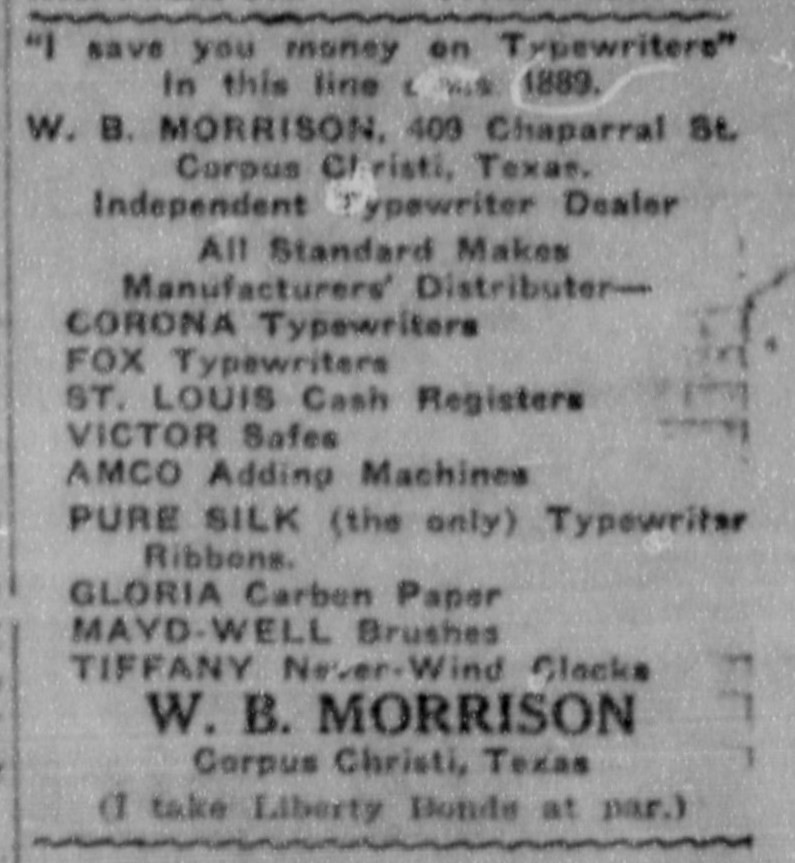 "I save you money on Typewriters"
In this line 1889.
W. B. MORRISON, 409 Chaparral St.
Corpus Christi, Texas.
Independent Typewriter Dealer
All Standard Makes
Manufacturers' Distributer—
CORONA Typewriters
FOX Typewriters
ST. LOUIS Cash Registers
VICTOR Safes
AMCO Adding Machines
PURE SILK (the only) Typewriter
Ribbons.
GLORIA Carbon Paper
MAYD-WELL Brushes
TIFFANY Never-Wind Clocks
W. B. MORRISON
Corpus Christi, Texas
(I take Liberty Bonds at par.)